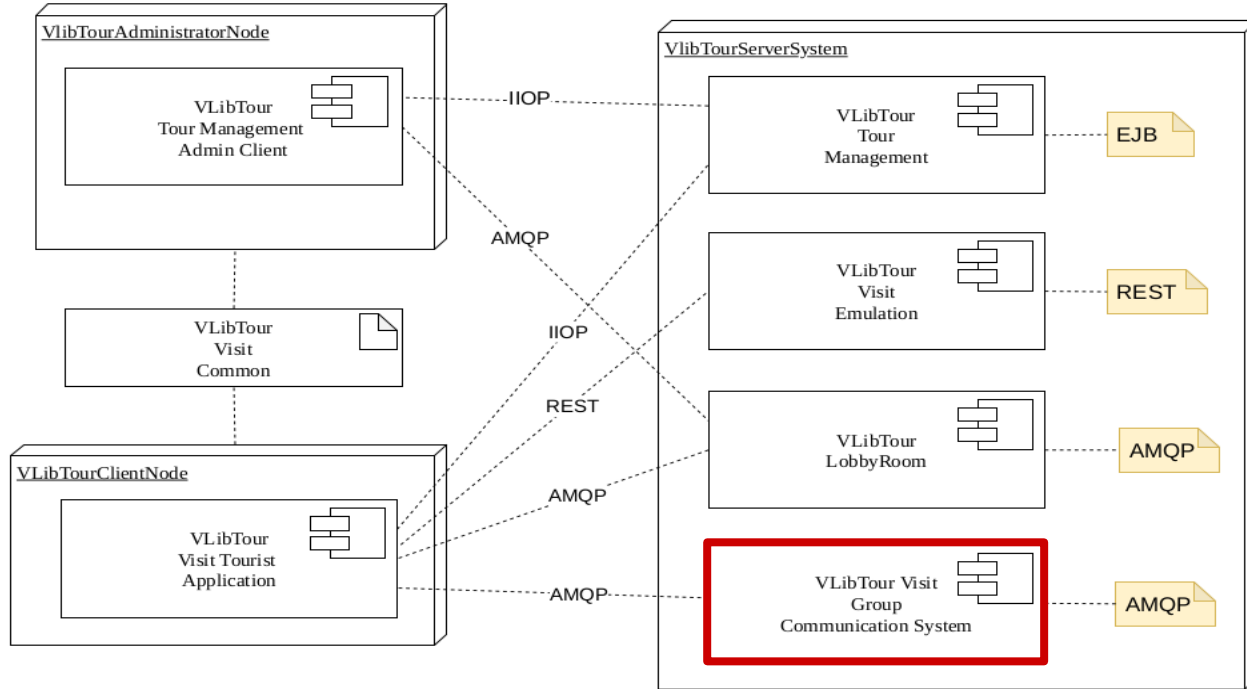 VlibTourAdministratorNode
VLibTour
Tour Management
Admin Client
IIOP
AMQP
VLibTour
Visit
Common
VLibTourClientNode
VLibTour
Visit Tourist
Application
IIOP
REST
AMQP
AMQP
VlibTourServerSystem
VLibTour
Tour
Management
EJB
VLibTour
Visit
Emulation
REST
VLibTour
LobbyRoom
AMQP
VLibTour Visit
Group
Communication System
AMQP